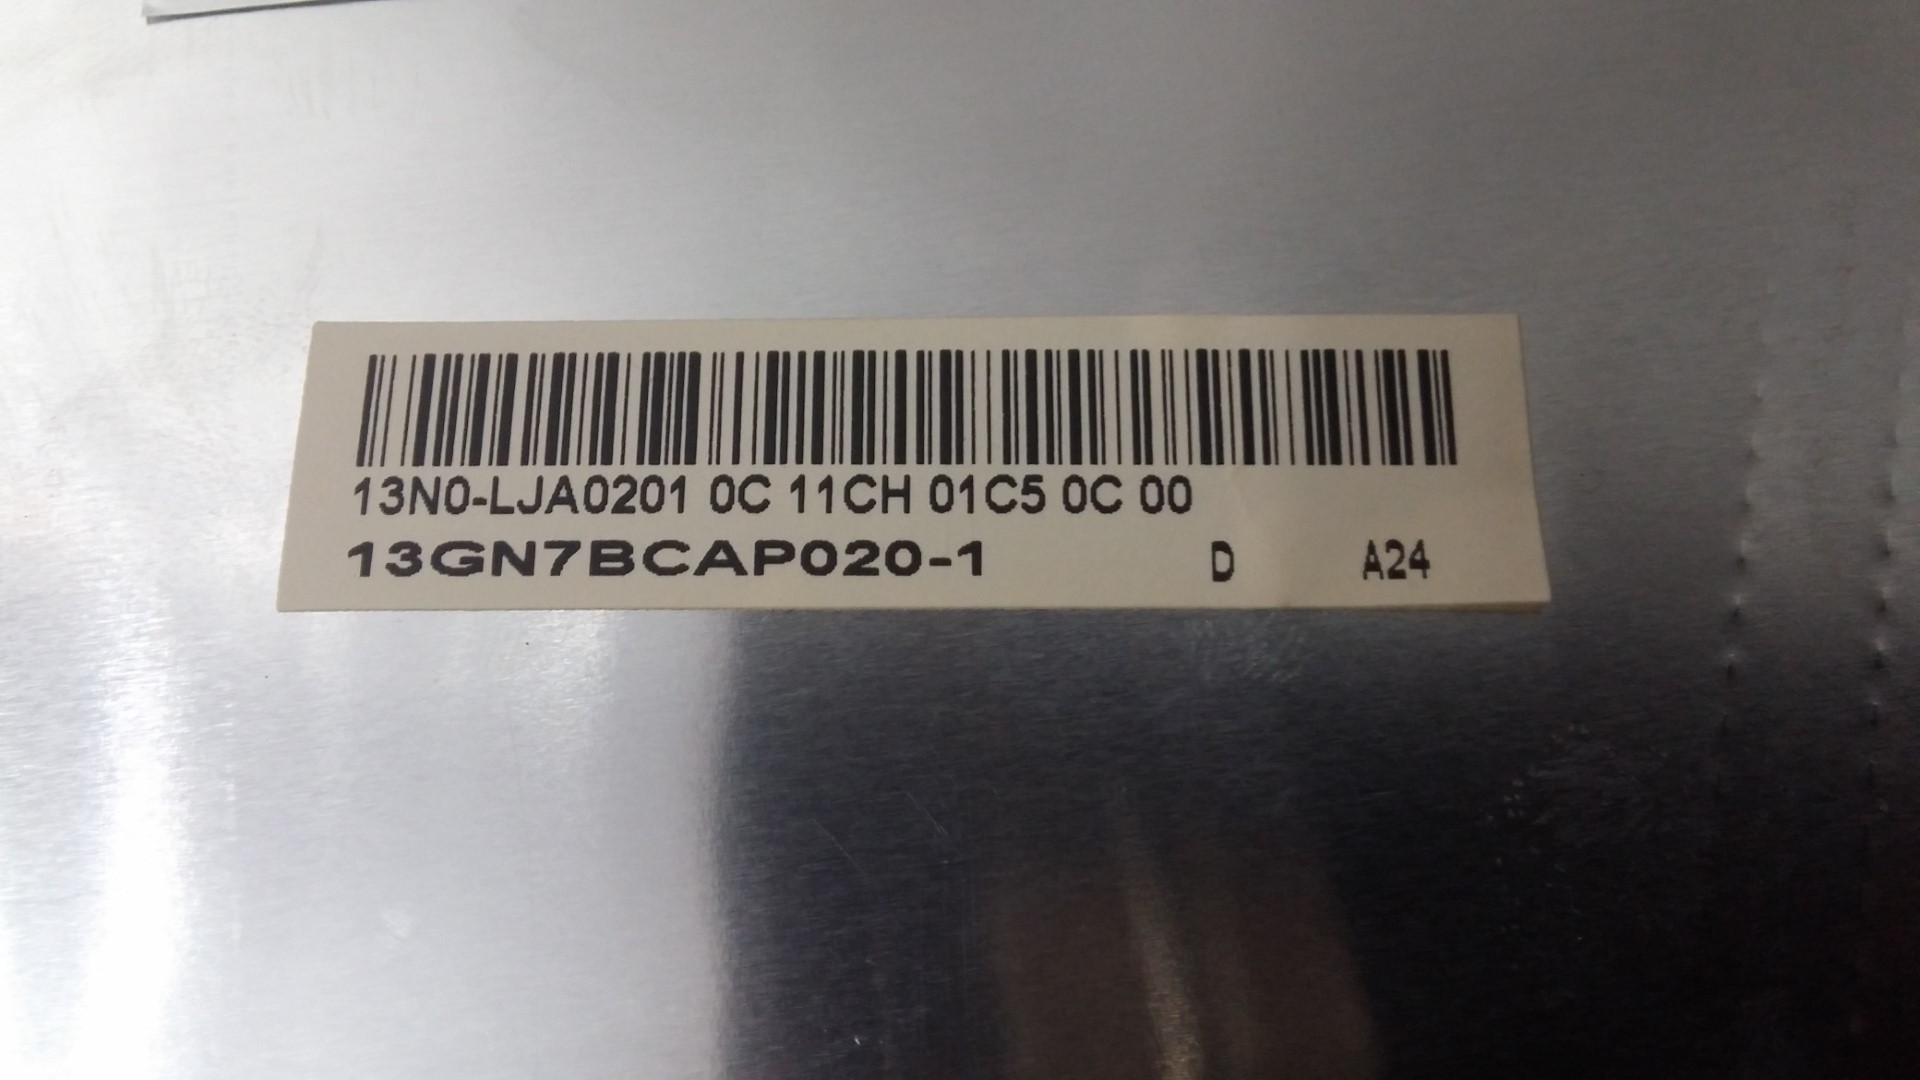 13N0-LJA0201 0C 11CH 01C5 0C 00
13GN7BCAP020-1 D A24